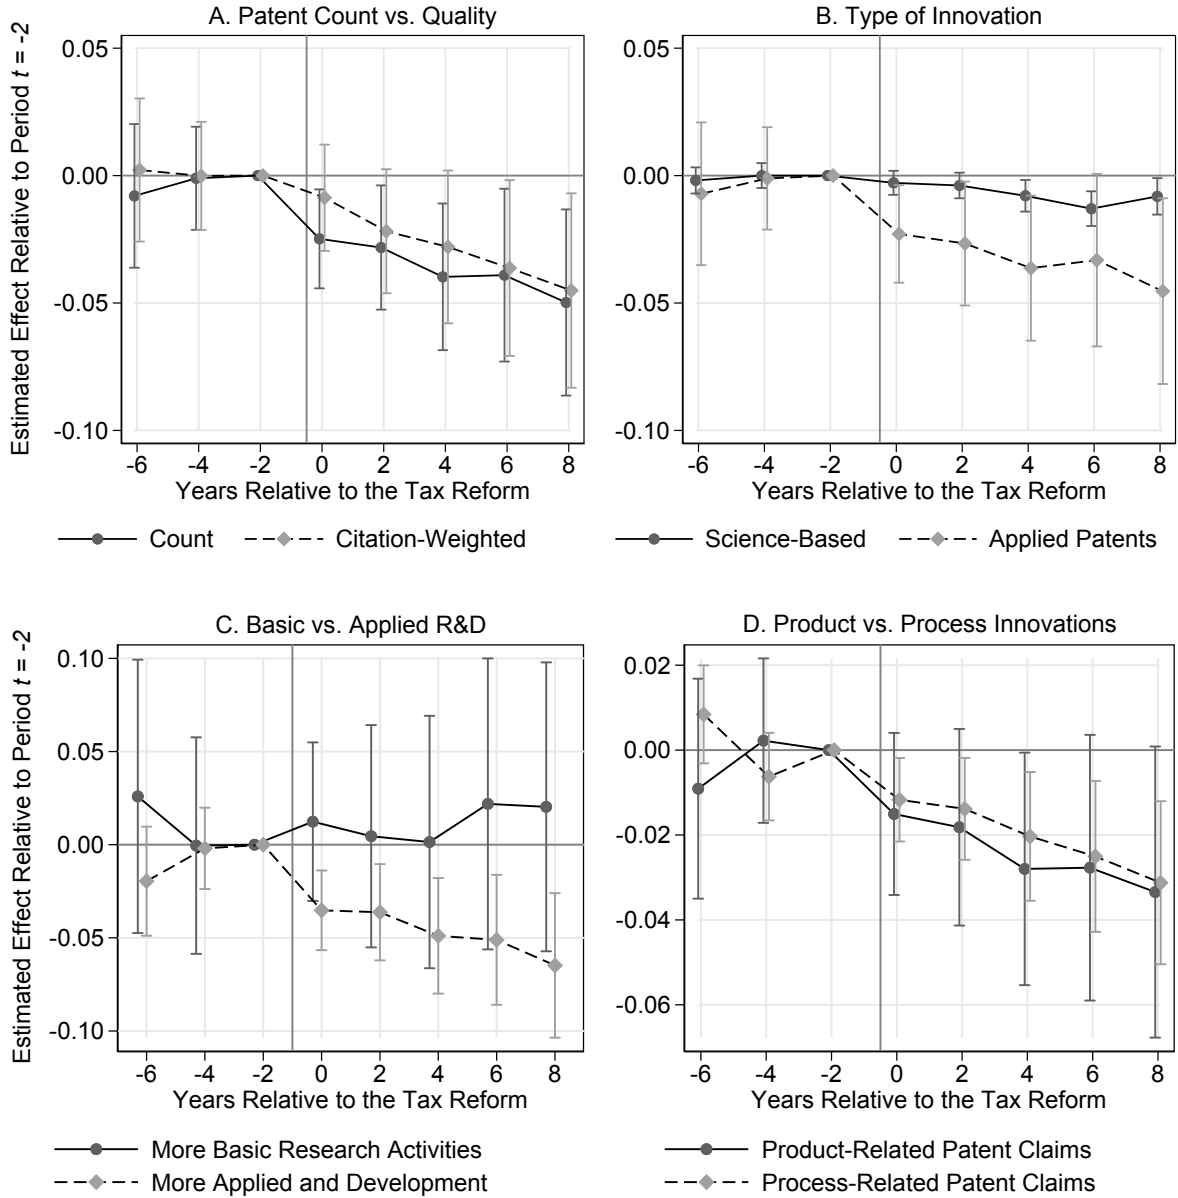 A. Patent Count vs. Quality
Estimated Effect Relative to Period t = -2
0.05
0.00
-0.05
-0.10
-6 -4 -2 0 2 4 6 8
Years Relative to the Tax Reform
Count Citation-Weighted
B. Type of Innovation
0.05
0.00
-0.05
-0.10
-6 -4 -2 0 2 4 6 8
Years Relative to the Tax Reform
Science-Based Applied Patents
C. Basic vs. Applied R&D
Estimated Effect Relative to Period t = -2
0.10
0.05
0.00
-0.05
-0.10
-6 -4 -2 0 2 4 6 8
Years Relative to the Tax Reform
More Basic Research Activities
More Applied and Development
D. Product vs. Process Innovations
0.02
0.00
-0.02
-0.04
-0.06
-6 -4 -2 0 2 4 6 8
Years Relative to the Tax Reform
Product-Related Patent Claims
Process-Related Patent Claims